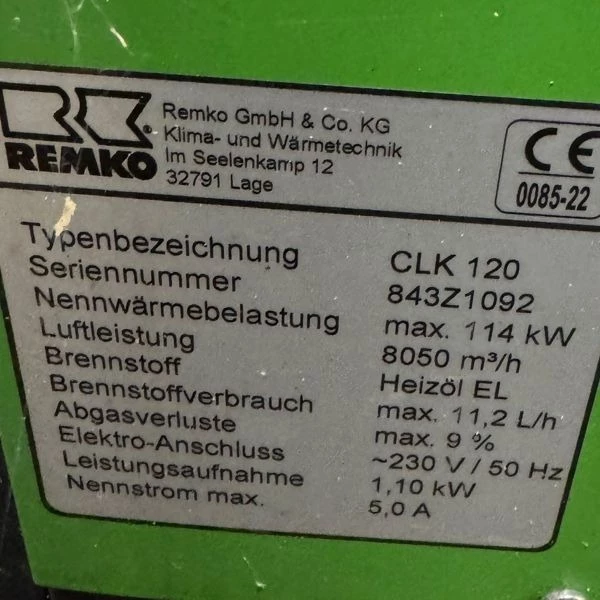 REMKO
Remko GmbH & Co. KG
Klima- und Wärmetechnik
Im Seelenkamp 12
32791 Lage
CE
0085-22
Typenbezeichnung CLK 120
Seriennummer 843Z1092
Nennwärmebelastung max. 114 kW
Luftleistung 8050 m³/h
Brennstoff Heizöl EL
Brennstoffverbrauch max. 11,2 L/h
Abgasverluste max. 9 %
Elektro-Anschluss ~230 V / 50 Hz
Leistungsaufnahme 1,10 kW
Nennstrom max. 5,0 A